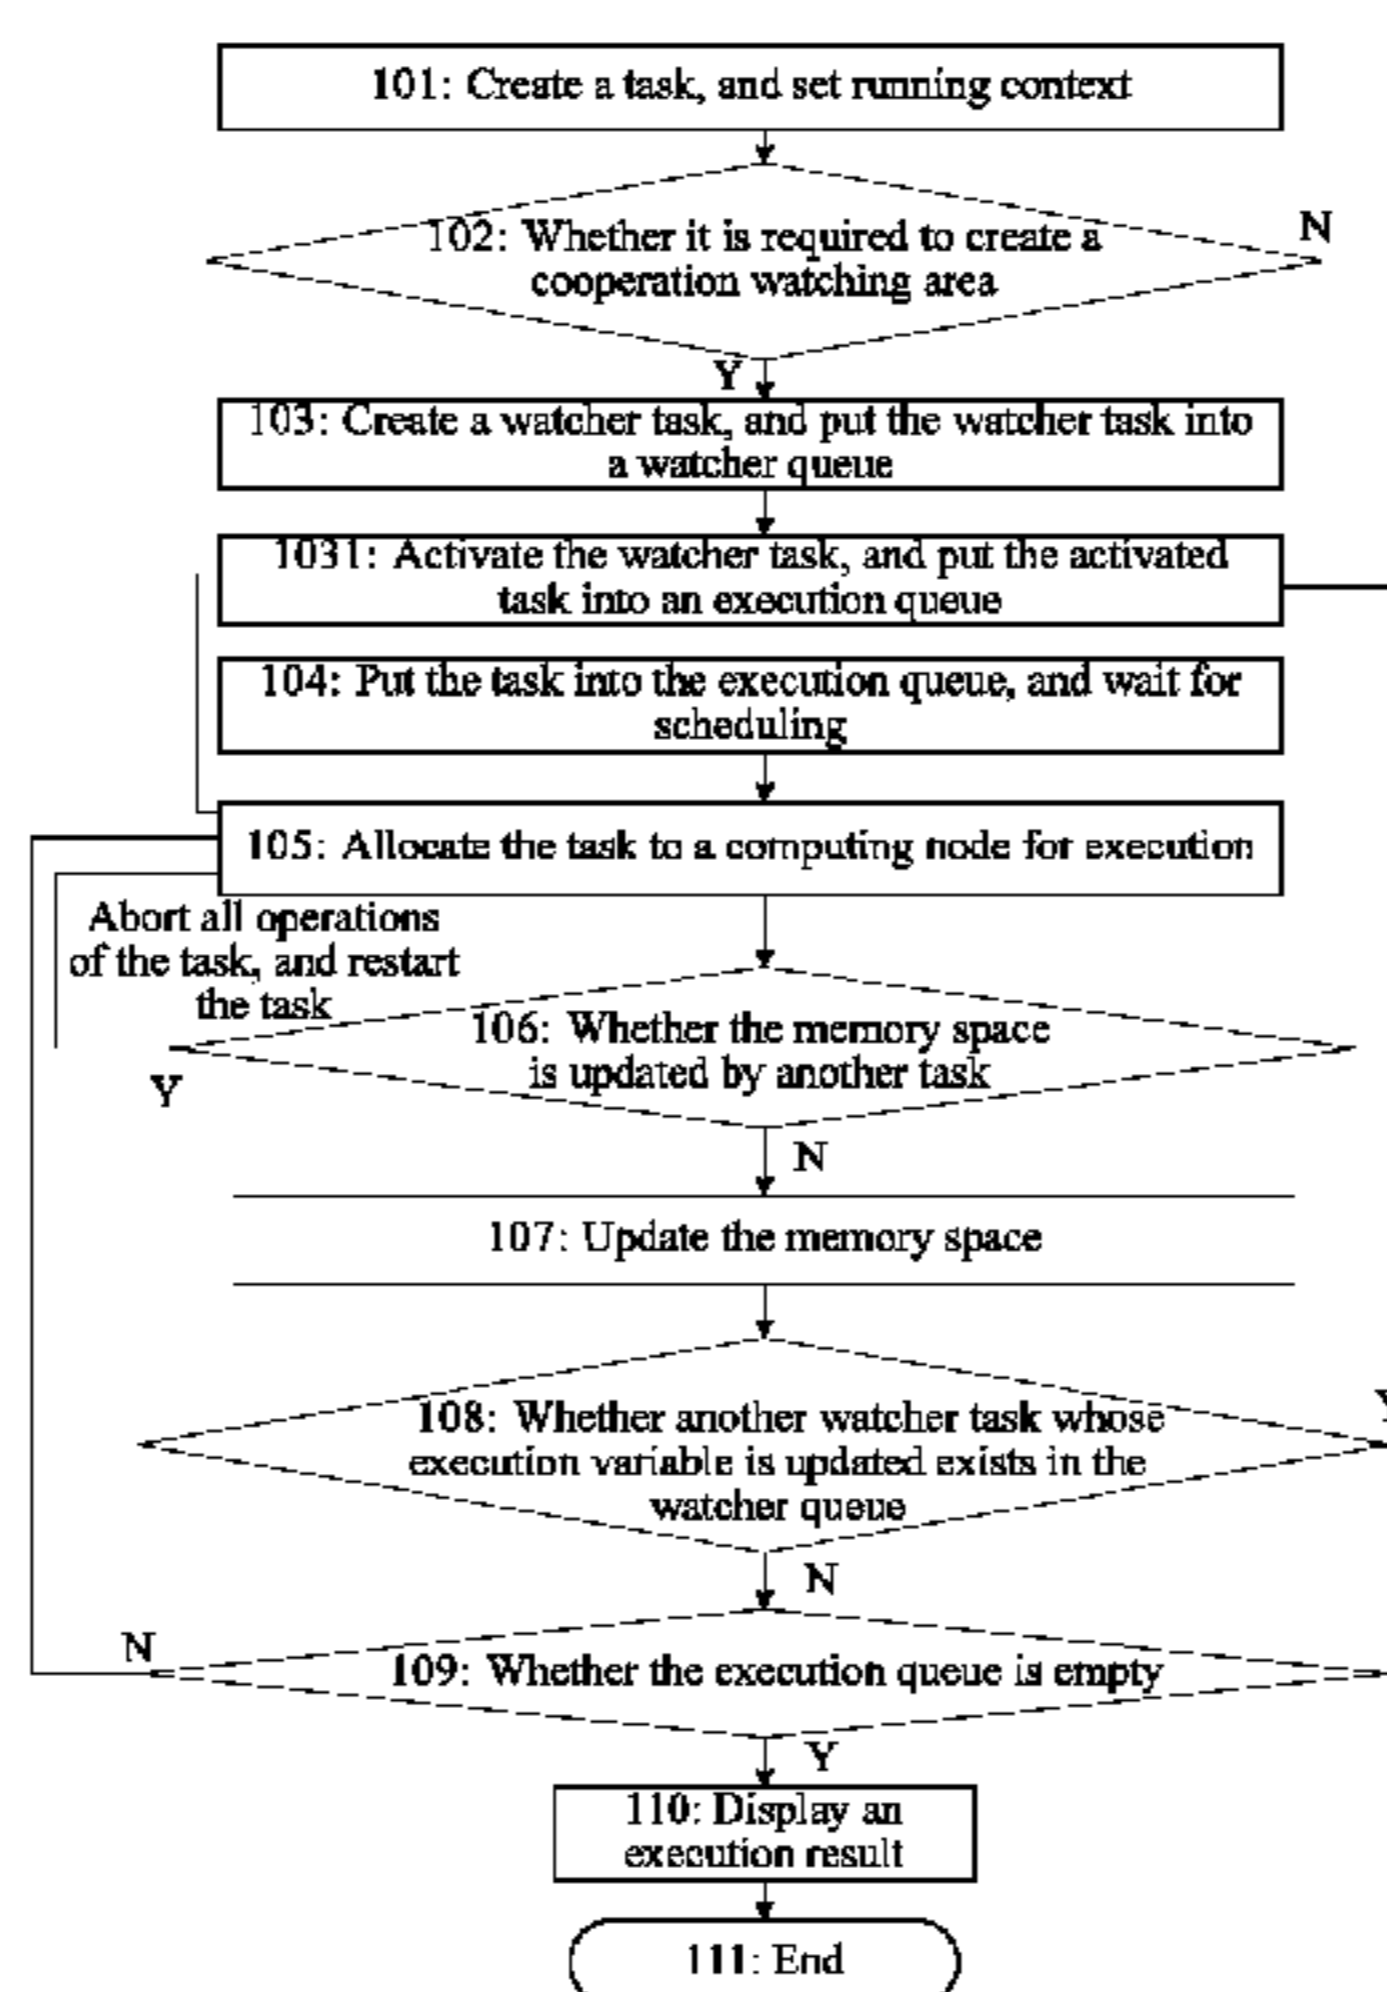 101: Create a task, and set running context
102: Whether it is required to create a
cooperation watching area
N
Y
103: Create a watcher task, and put the watcher task into
a watcher queue
1031: Activate the watcher task, and put the activated
task into an execution queue
104: Put the task into the execution queue, and wait for
scheduling
105: Allocate the task to a computing node for execution
Abort all operations
of the task, and restart
the task
106: Whether the memory space
is updated by another task
Y
N
107: Update the memory space
108: Whether another watcher task whose
execution variable is updated exists in the
watcher queue
N
N
109: Whether the execution queue is empty
Y
110: Display an
execution result
111: End